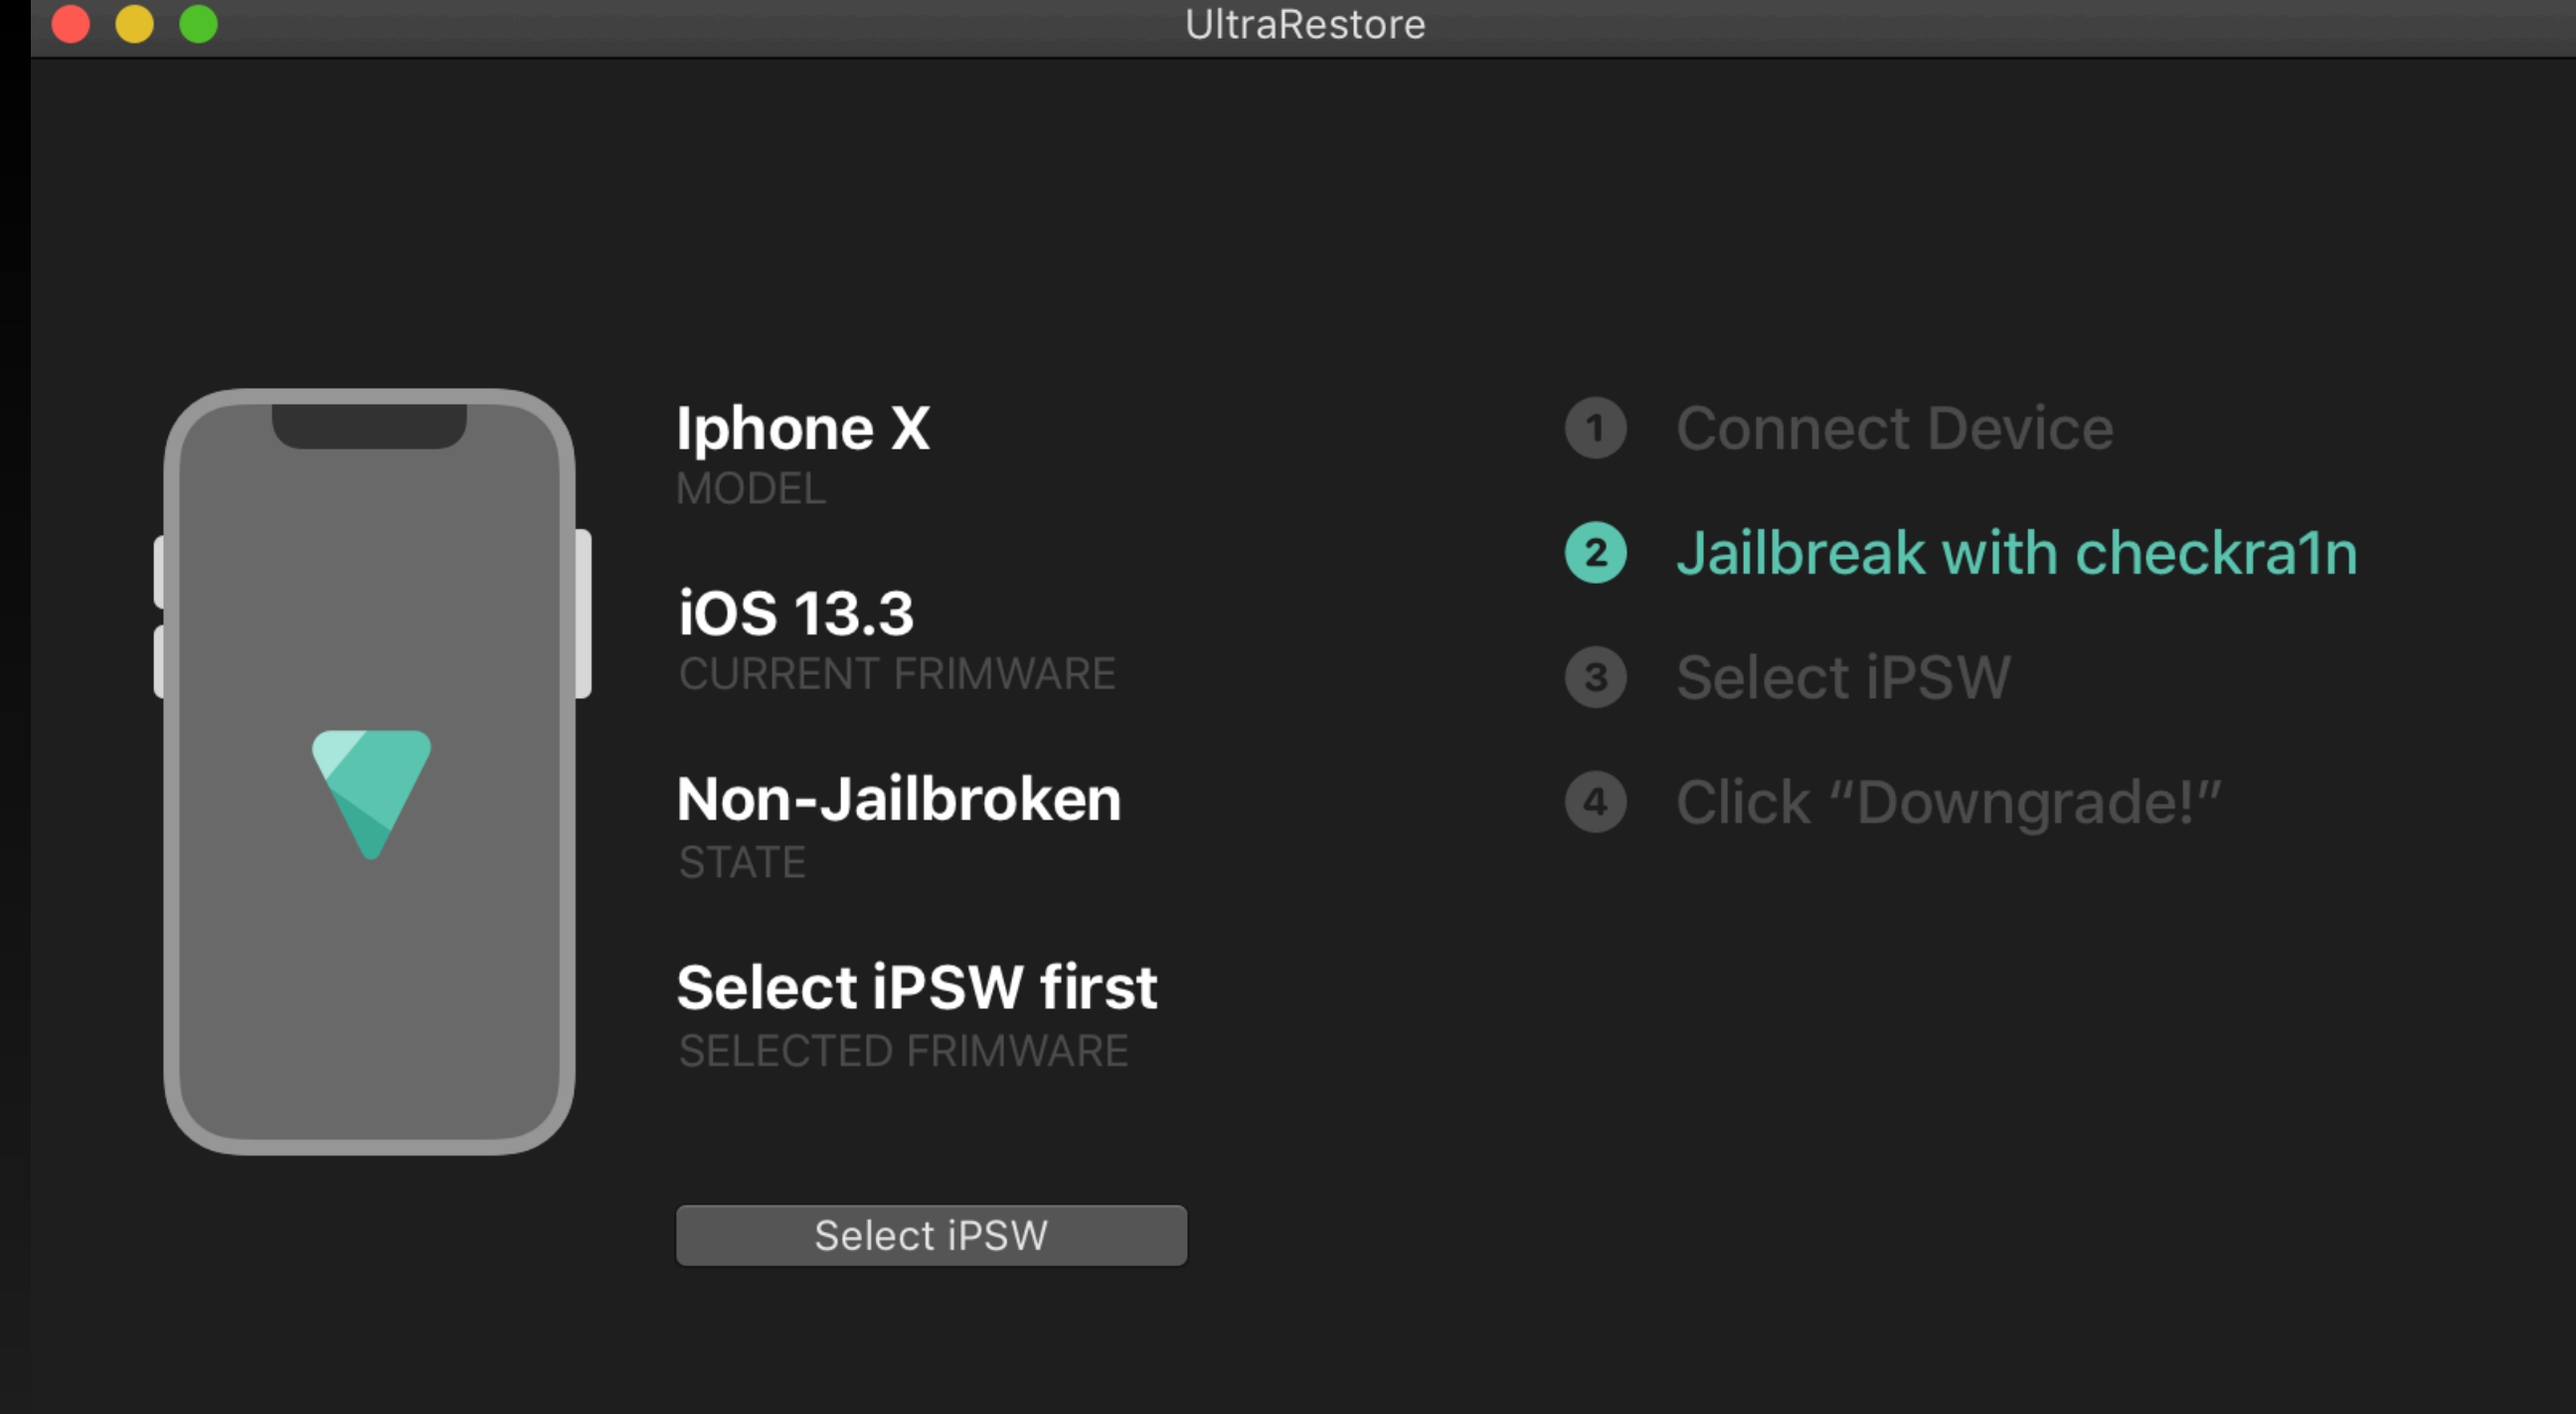 UltraRestore
Iphone X
MODEL
iOS 13.3
CURRENT FRIMWARE
Non-Jailbroken
STATE
Select iPSW first
SELECTED FRIMWARE
Select iPSW
1 Connect Device
2 Jailbreak with checkra1n
3 Select iPSW
4 Click “Downgrade!”